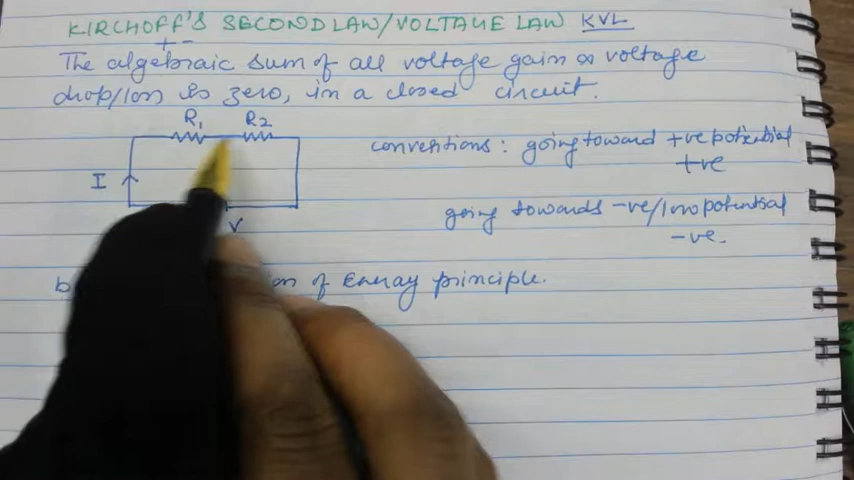 KIRCHOFF'S SECOND LAW/VOLTAGE LAW KVL
+ -
The algebraic sum of all voltage gain or voltage
drop/loss is zero, in a closed circuit.
R1 R2
conventions: going toward +ve potential
+ve
I
going towards -ve/low potential
V
-ve.
of Energy principle.